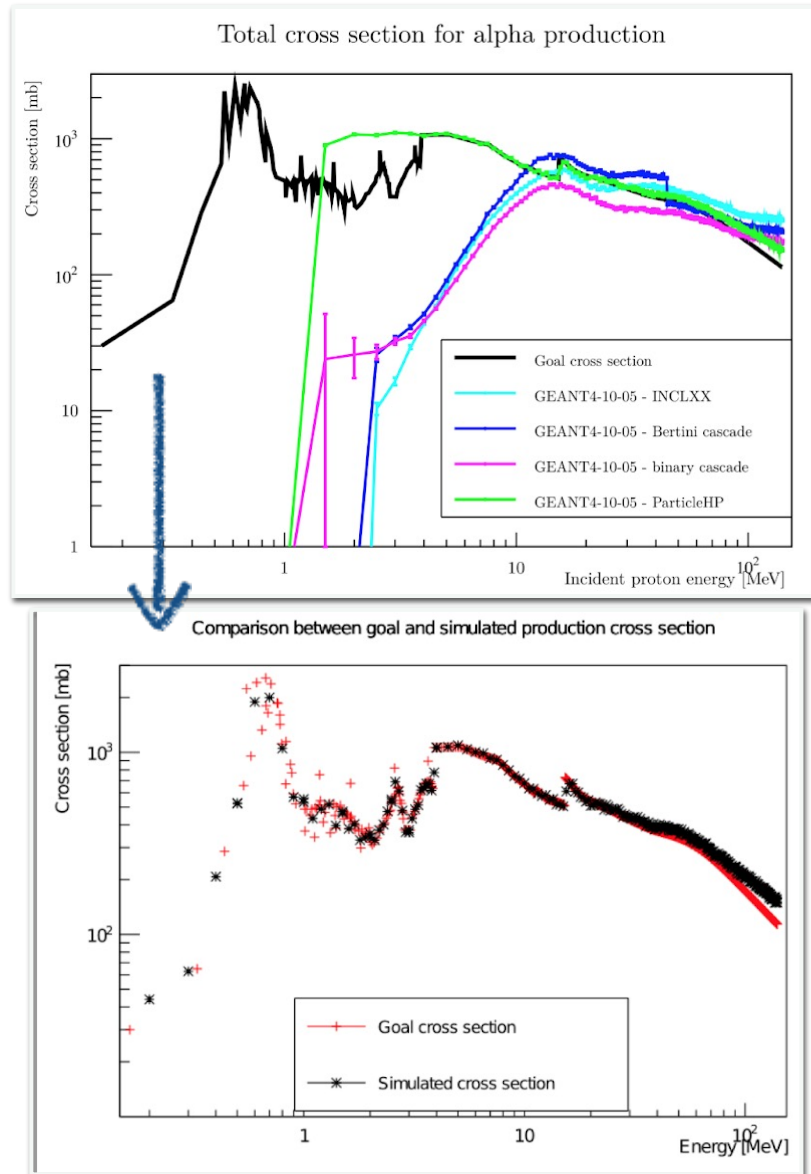 Total cross section for alpha production
Cross section [mb]
10³
10²
10
1
1
10
10²
Incident proton energy [MeV]
Goal cross section
GEANT4-10-05 - INCLXX
GEANT4-10-05 - Bertini cascade
GEANT4-10-05 - binary cascade
GEANT4-10-05 - ParticleHP
Comparison between goal and simulated production cross section
Cross section [mb]
10³
10²
1
10
10²
Energy [MeV]
Goal cross section
Simulated cross section